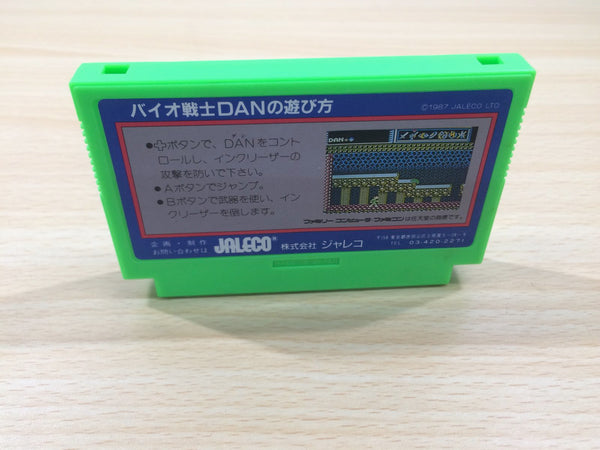 バイオ戦士DANの遊び方
©1987 JALECO LTD
●✚ボタンで、DANをコント
ロールし、インクリーザーの
攻撃を防いで下さい。
●Aボタンでジャンプ。
●Bボタンで武器を使い、イン
クリーザーを倒します。
DAN
ファミリーコンピュータ・ファミコンは任天堂の商標です。
企画・制作
お問い合わせは
JALECO® 株式会社 ジャレコ
TEL 03-420-2271